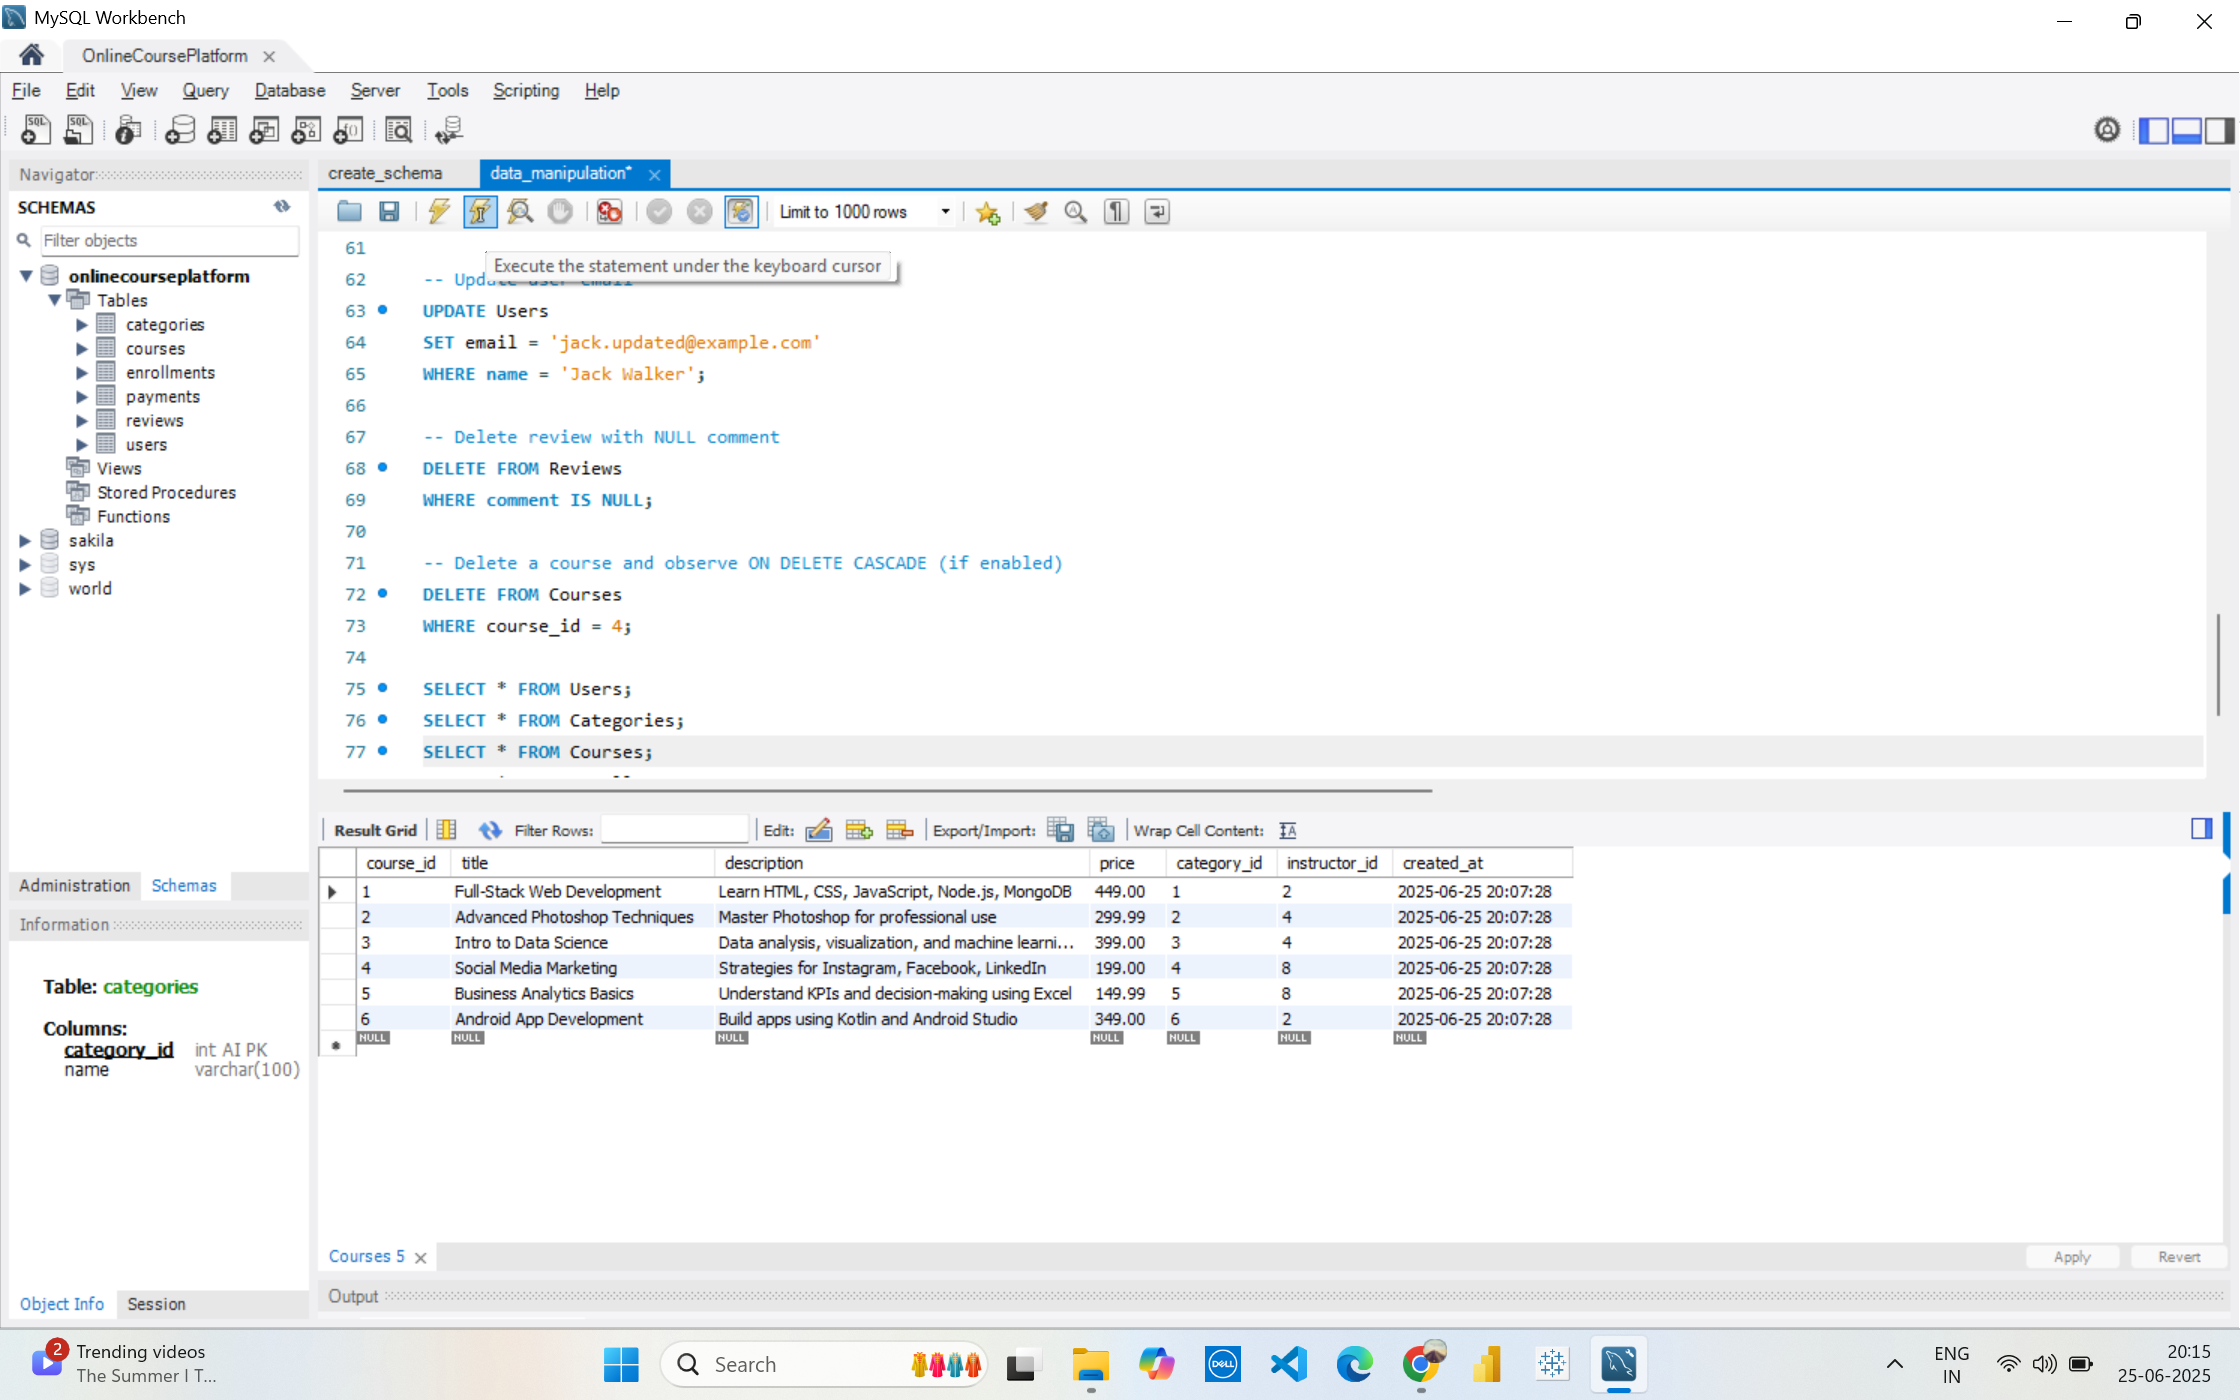 MySQL Workbench
OnlineCoursePlatform
File Edit View Query Database Server Tools Scripting Help
Navigator
SCHEMAS
Filter objects
onlinecourseplatform
Tables
categories
courses
enrollments
payments
reviews
users
Views
Stored Procedures
Functions
sakila
sys
world
Administration Schemas
Information
Table: categories
Columns:
category_id int AI PK
name varchar(100)
Object Info Session
create_schema data_manipulation*
Limit to 1000 rows
Execute the statement under the keyboard cursor
61
62 -- Update user email
63 UPDATE Users
64 SET email = 'jack.updated@example.com'
65 WHERE name = 'Jack Walker';
66
67 -- Delete review with NULL comment
68 DELETE FROM Reviews
69 WHERE comment IS NULL;
70
71 -- Delete a course and observe ON DELETE CASCADE (if enabled)
72 DELETE FROM Courses
73 WHERE course_id = 4;
74
75 SELECT * FROM Users;
76 SELECT * FROM Categories;
77 SELECT * FROM Courses;
Result Grid Filter Rows: Edit: Export/Import: Wrap Cell Content:
course_id title description price category_id instructor_id created_at
1 Full-Stack Web Development Learn HTML, CSS, JavaScript, Node.js, MongoDB 449.00 1 2 2025-06-25 20:07:28
2 Advanced Photoshop Techniques Master Photoshop for professional use 299.99 2 4 2025-06-25 20:07:28
3 Intro to Data Science Data analysis, visualization, and machine learni... 399.00 3 4 2025-06-25 20:07:28
4 Social Media Marketing Strategies for Instagram, Facebook, LinkedIn 199.00 4 8 2025-06-25 20:07:28
5 Business Analytics Basics Understand KPIs and decision-making using Excel 149.99 5 8 2025-06-25 20:07:28
6 Android App Development Build apps using Kotlin and Android Studio 349.00 6 2 2025-06-25 20:07:28
NULL NULL NULL NULL NULL NULL NULL
Courses 5
Apply Revert
Output
2
Trending videos
The Summer I T...
Search
DELL
ENG
IN
20:15
25-06-2025